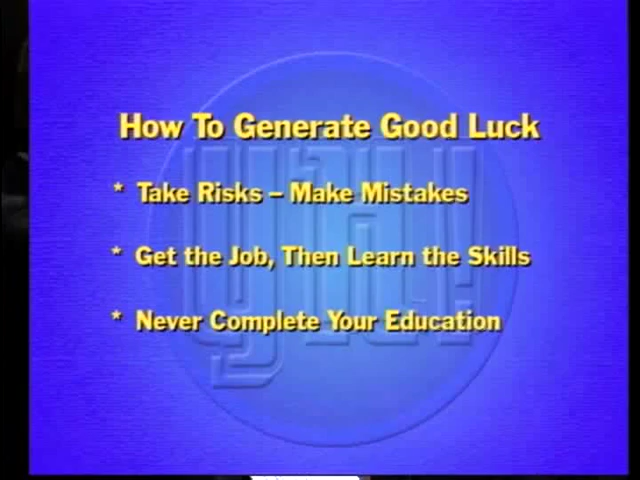 How To Generate Good Luck
* Take Risks – Make Mistakes
* Get the Job, Then Learn the Skills
* Never Complete Your Education